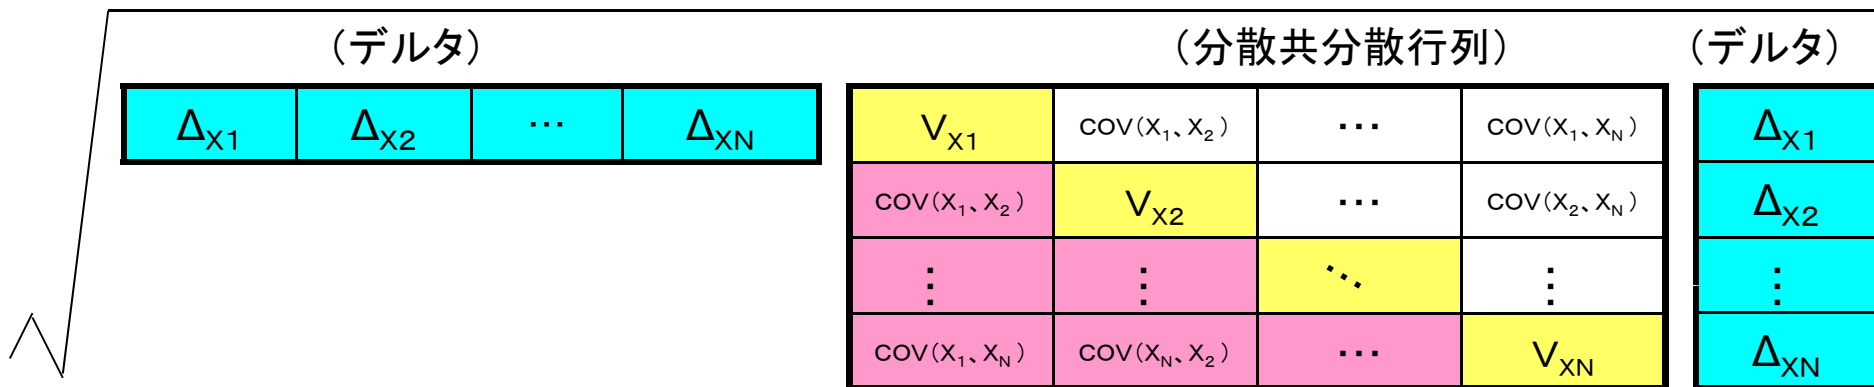 （デルタ） （分散共分散行列） （デルタ）
ΔX1 ΔX2 … ΔXN VX1 COV（X1、X2） … COV（X1、XN） ΔX1
COV（X1、X2） VX2 … COV（X2、XN） ΔX2
⋮ ⋮ ⋱ ⋮ ⋮
COV（X1、XN） COV（XN、X2） … VXN ΔXN